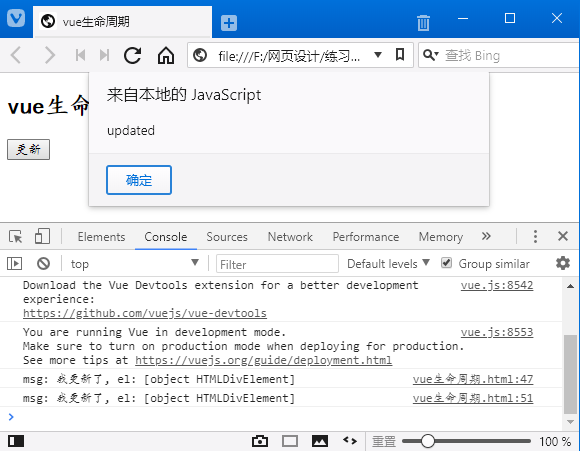 vue生命周期
file:///F:/网页设计/练习...
查找 Bing
来自本地的 JavaScript
updated
确定
vue生命
更新
Elements Console Sources Network Performance Memory
top Filter Default levels Group similar
Download the Vue Devtools extension for a better development vue.js:8542
experience:
https://github.com/vuejs/vue-devtools
You are running Vue in development mode. vue.js:8553
Make sure to turn on production mode when deploying for production.
See more tips at https://vuejs.org/guide/deployment.html
msg: 我更新了, el: [object HTMLDivElement] vue生命周期.html:47
msg: 我更新了, el: [object HTMLDivElement] vue生命周期.html:51
重置 100 %